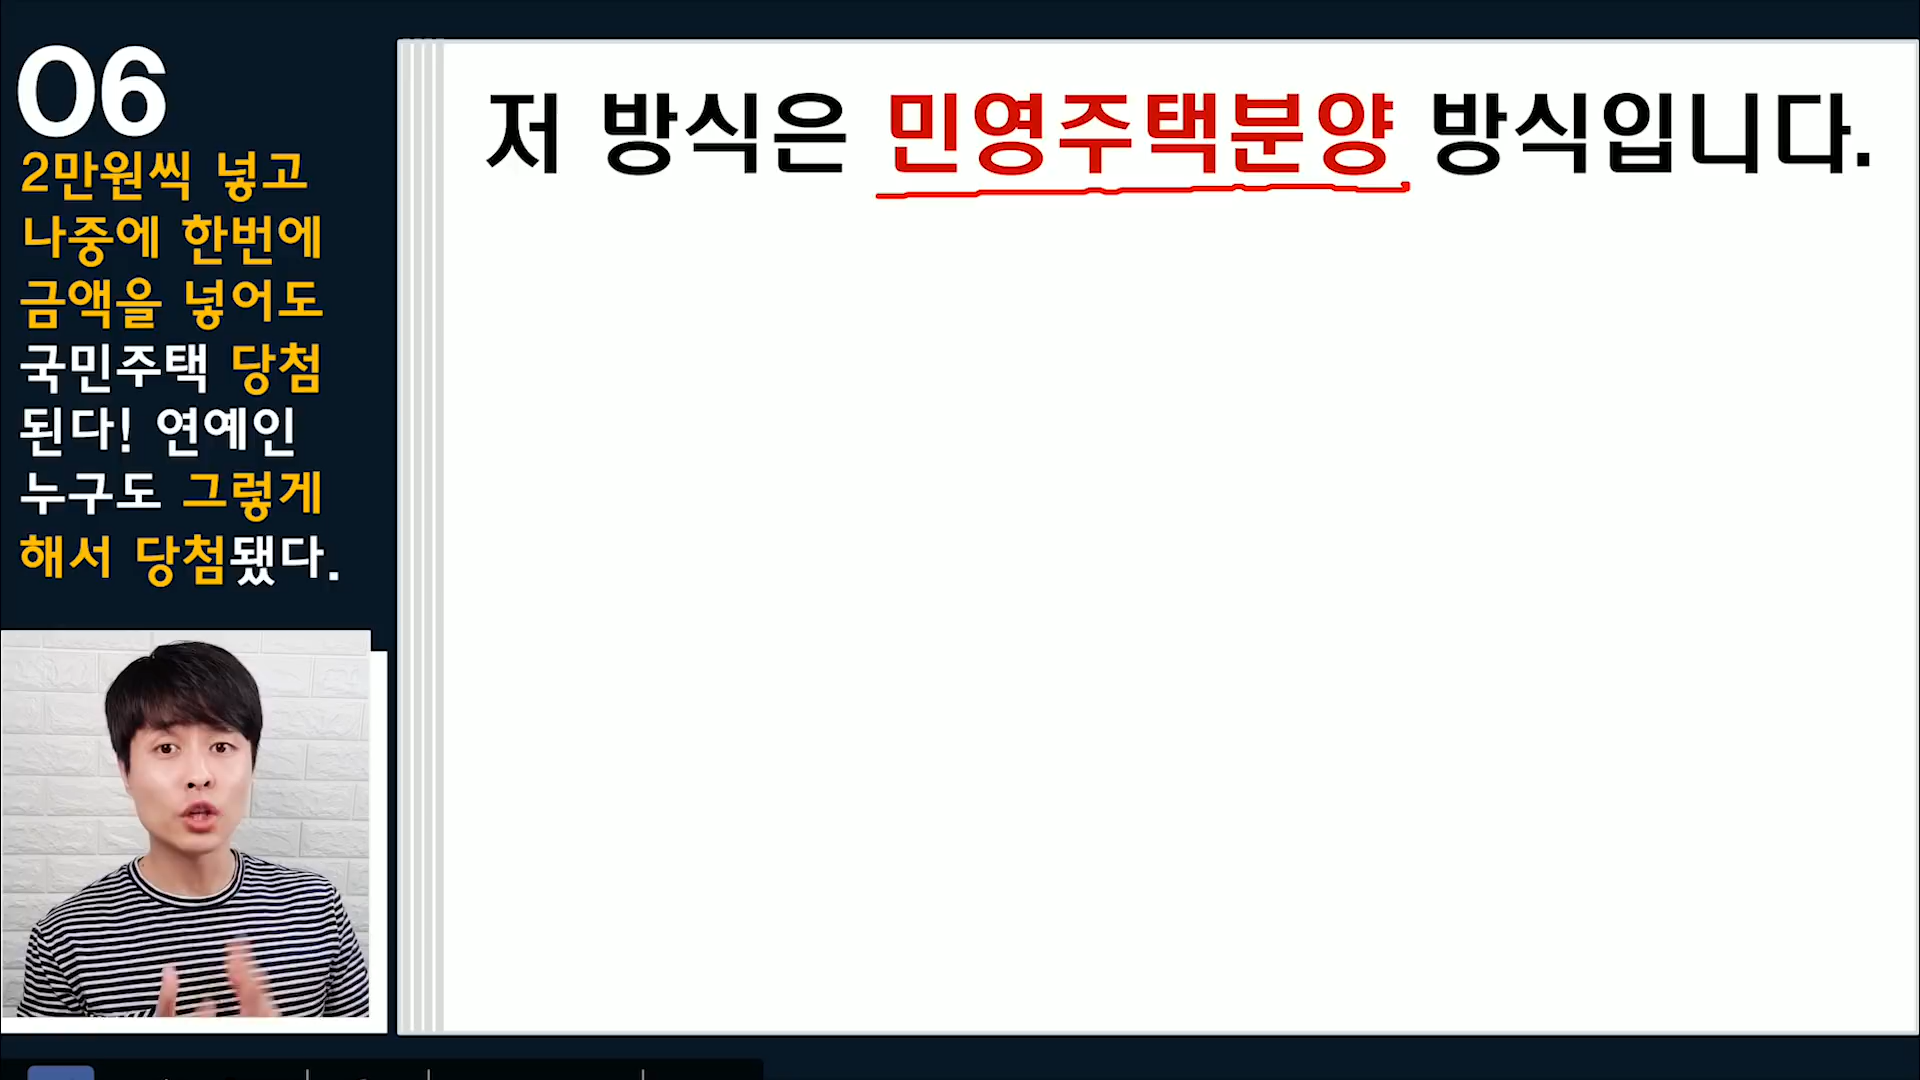 06
2만원씩 넣고
나중에 한번에
금액을 넣어도
국민주택 당첨
된다! 연예인
누구도 그렇게
해서 당첨됐다.
저 방식은 민영주택분양 방식입니다.